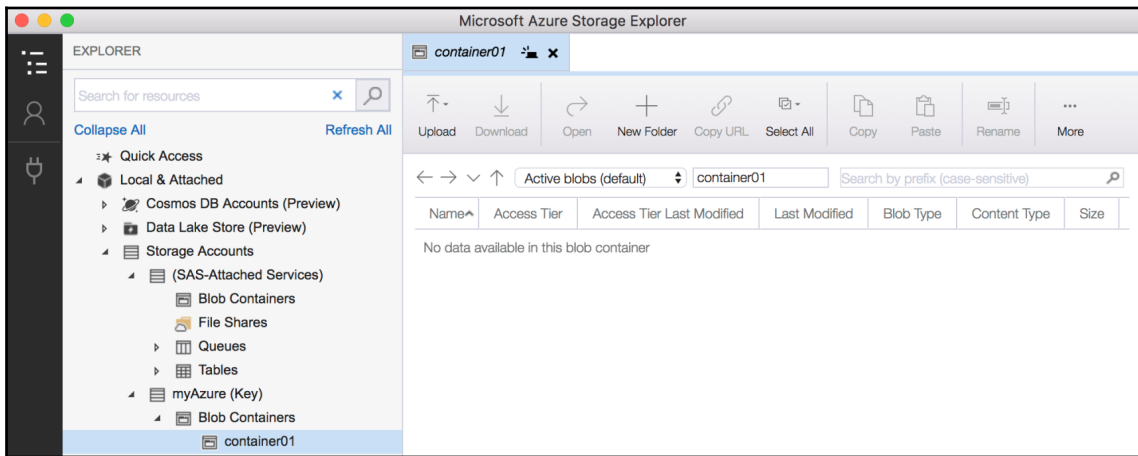 Microsoft Azure Storage Explorer
EXPLORER
Search for resources
Collapse All Refresh All
Quick Access
Local & Attached
Cosmos DB Accounts (Preview)
Data Lake Store (Preview)
Storage Accounts
(SAS-Attached Services)
Blob Containers
File Shares
Queues
Tables
myAzure (Key)
Blob Containers
container01
container01
Upload Download Open New Folder Copy URL Select All Copy Paste Rename More
Active blobs (default) container01 Search by prefix (case-sensitive)
Name Access Tier Access Tier Last Modified Last Modified Blob Type Content Type Size
No data available in this blob container